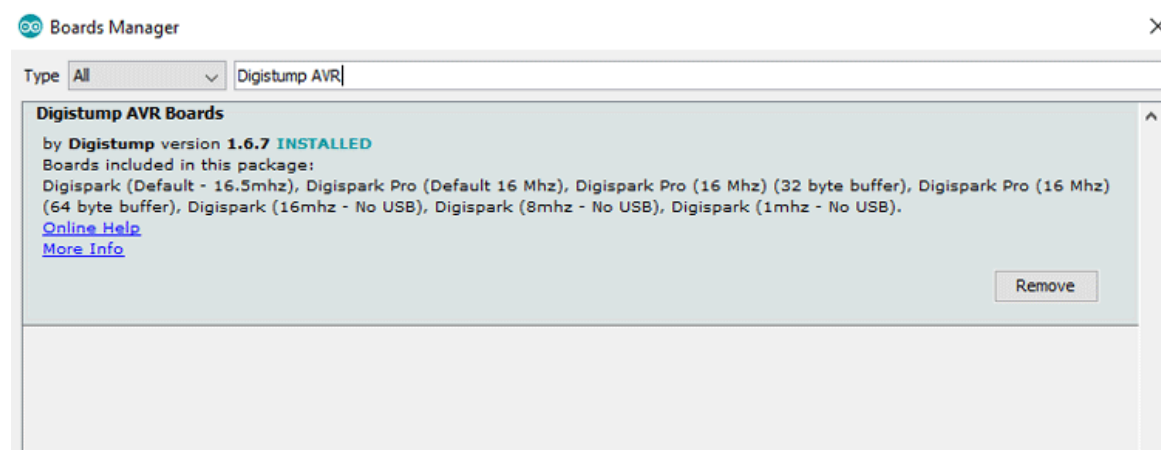 Boards Manager
Type All Digistump AVR
Digistump AVR Boards
by Digistump version 1.6.7 INSTALLED
Boards included in this package:
Digispark (Default - 16.5mhz), Digispark Pro (Default 16 Mhz), Digispark Pro (16 Mhz) (32 byte buffer), Digispark Pro (16 Mhz)
(64 byte buffer), Digispark (16mhz - No USB), Digispark (8mhz - No USB), Digispark (1mhz - No USB).
Online Help
More Info
Remove